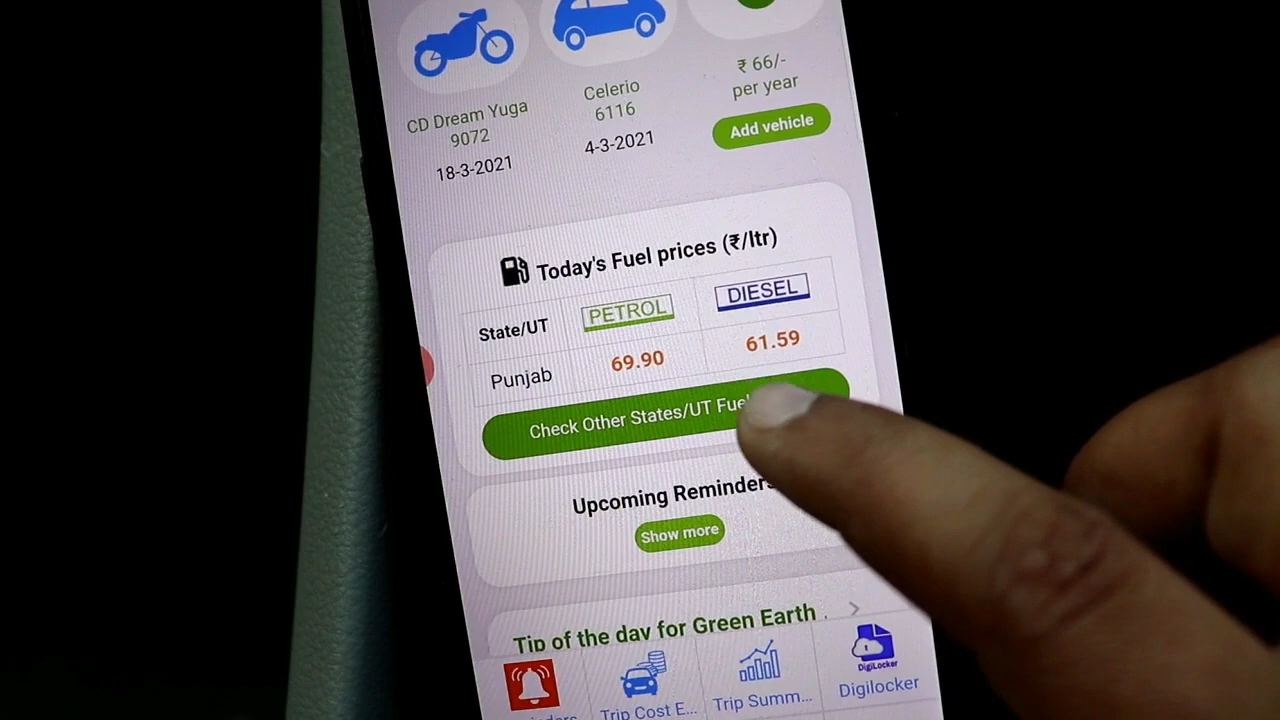 CD Dream Yuga
9072
18-3-2021
Celerio
6116
4-3-2021
₹ 66/-
per year
Add vehicle
Today's Fuel prices (₹/ltr)
State/UT PETROL DIESEL
Punjab 69.90 61.59
Check Other States/UT Fuel
Upcoming Reminders
Show more
Tip of the day for Green Earth
Trip Cost E...
Trip Summ...
DigiLocker
Digilocker